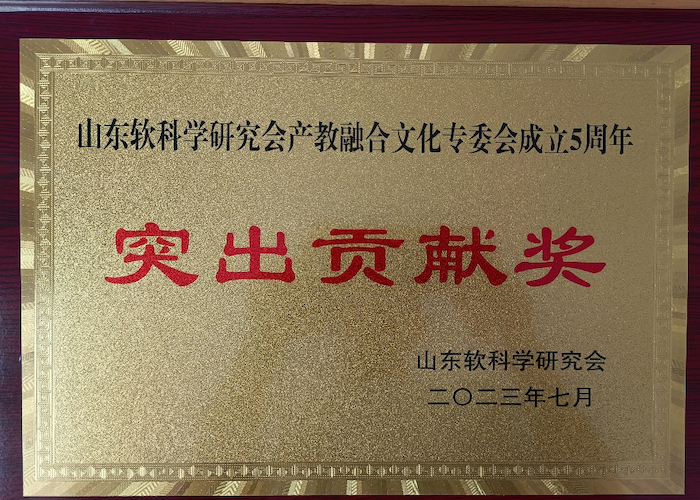 山东软科学研究会产教融合文化专委会成立5周年
突出贡献奖
山东软科学研究会
二〇二三年七月